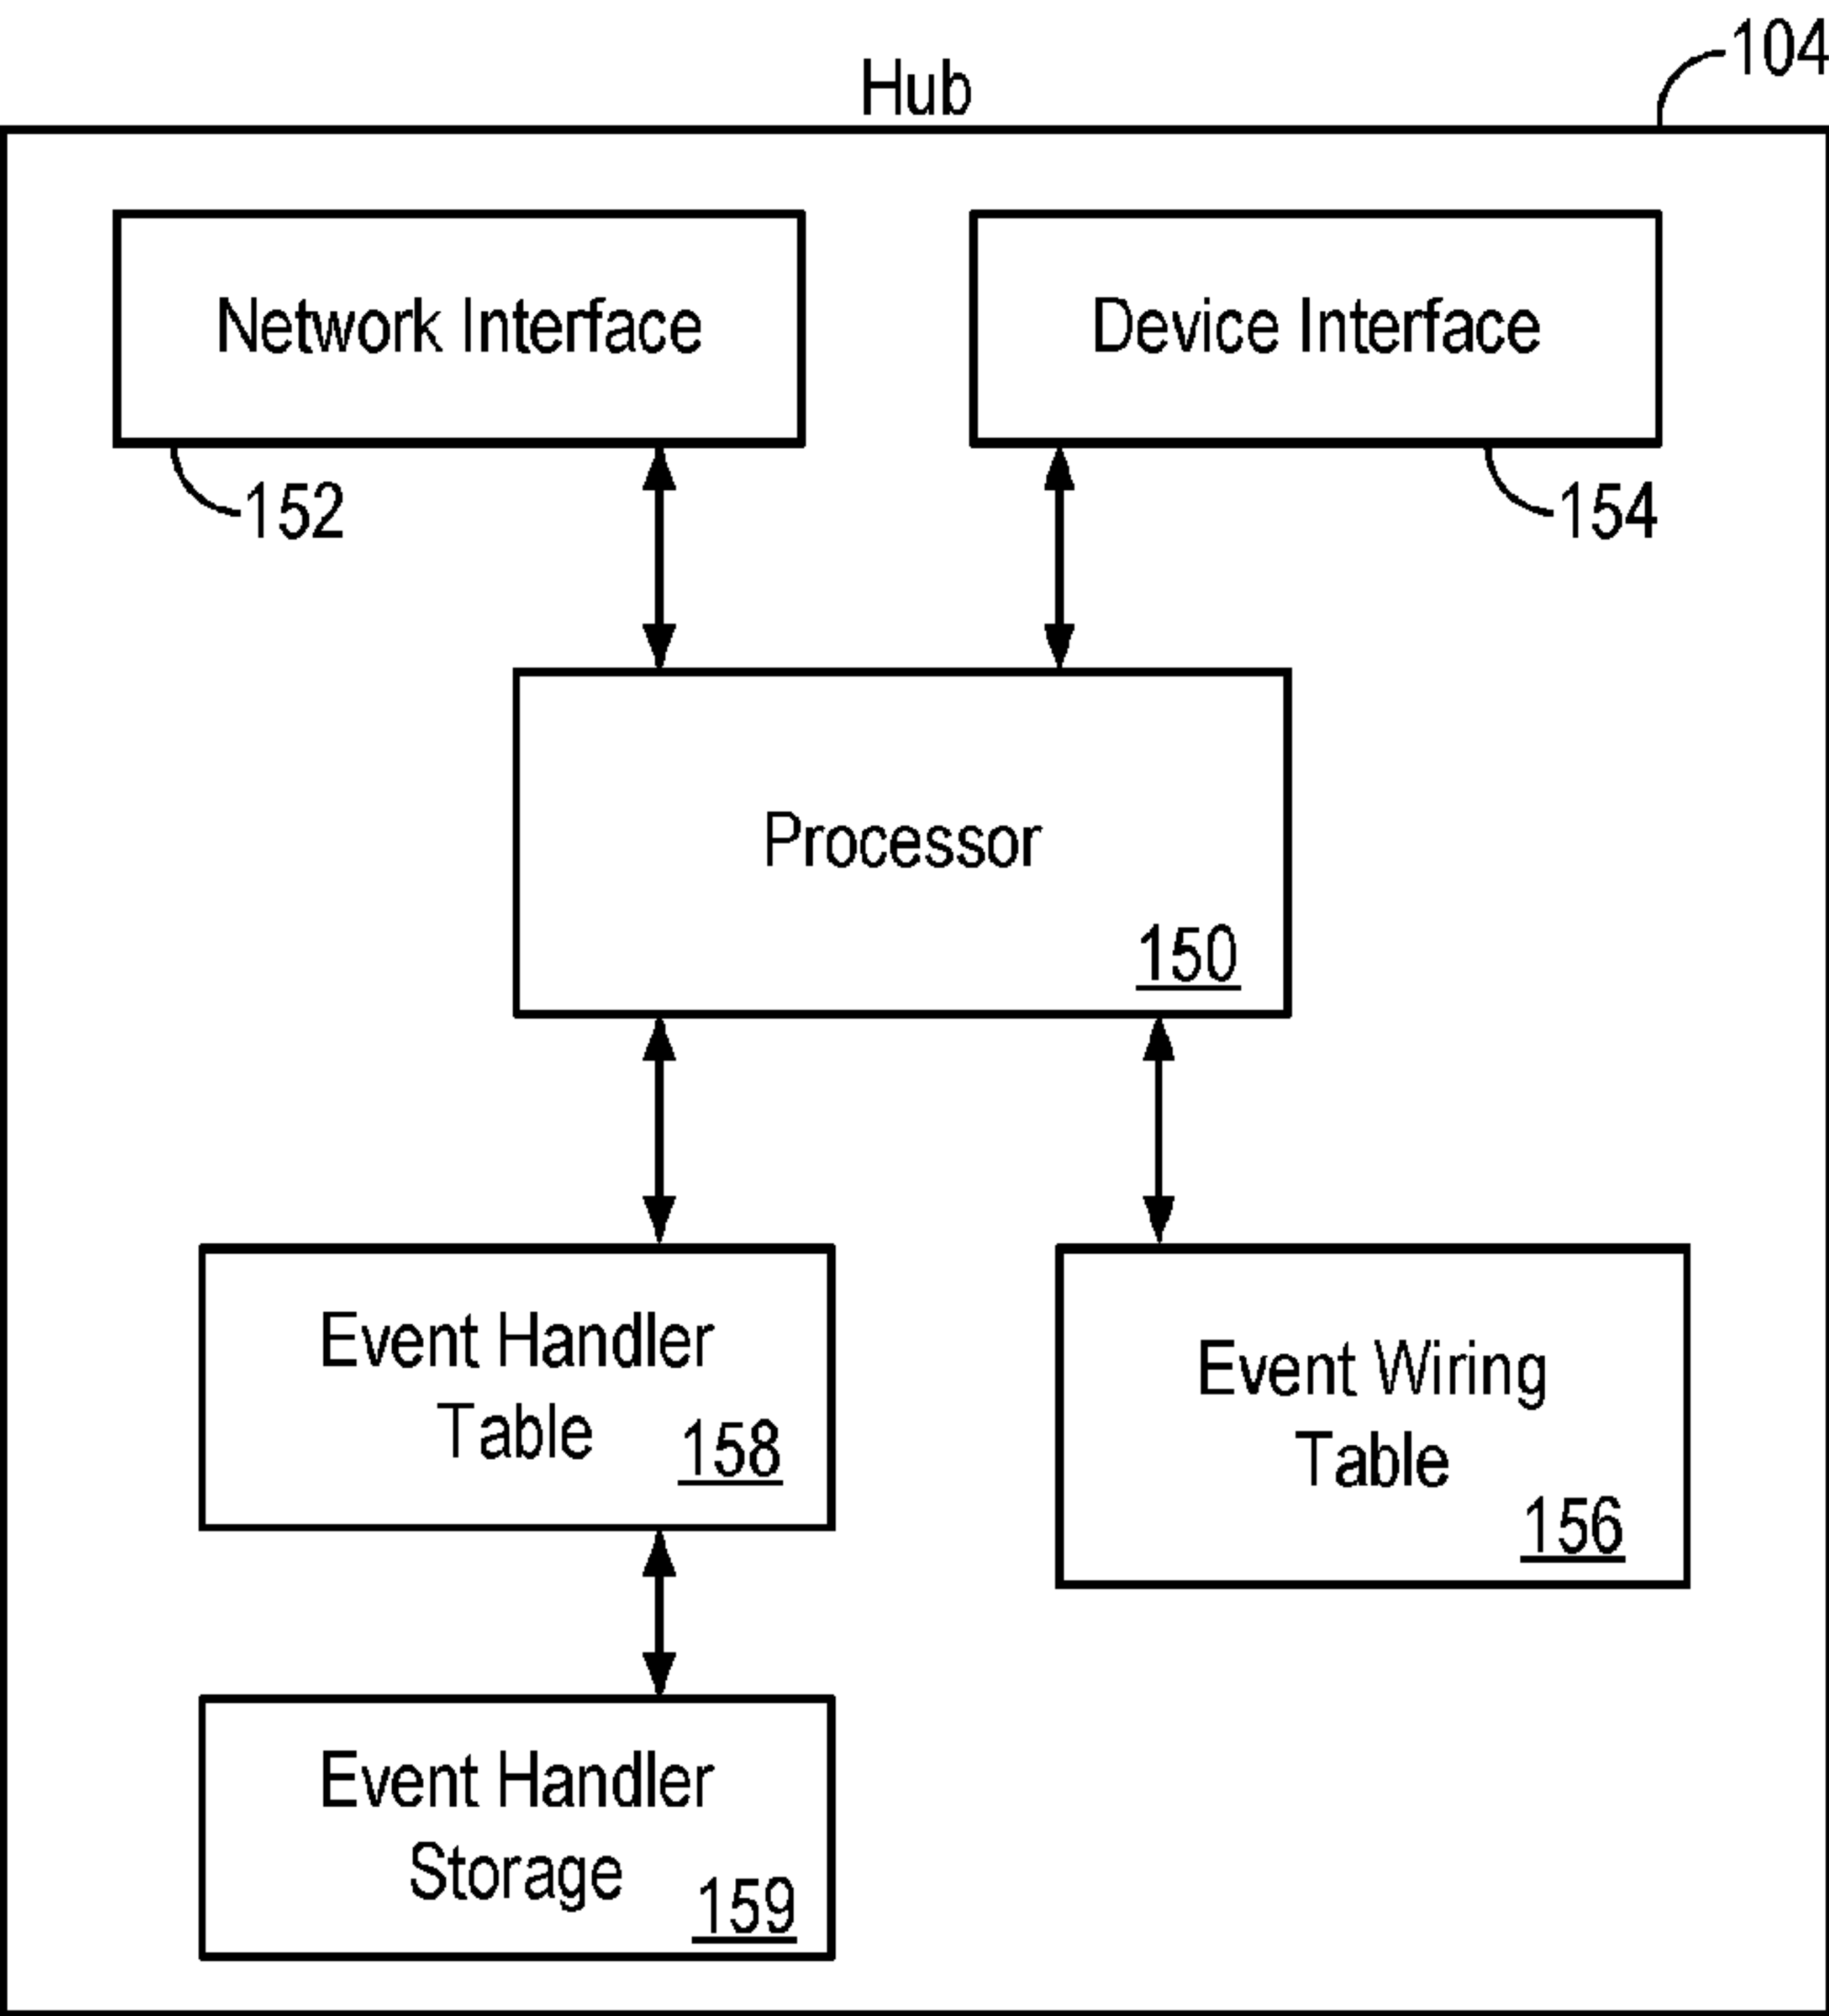 104
Hub
Network Interface
Device Interface
152
154
Processor
150
Event Handler
Table
158
Event Wiring
Table
156
Event Handler
Storage
159